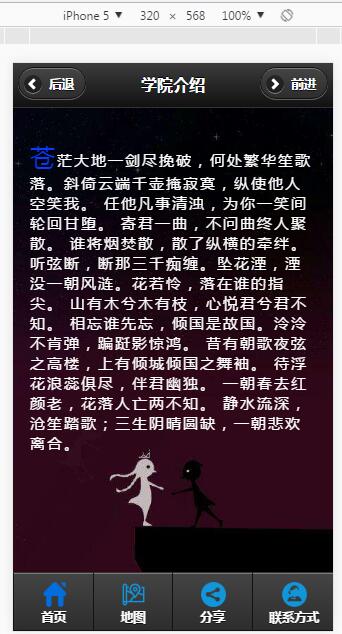 iPhone 5 ▼ 320 × 568 100% ▼
后退 学院介绍 前进
苍茫大地一剑尽挽破，何处繁华笙歌
落。斜倚云端千壶掩寂寞，纵使他人
空笑我。 任他凡事清浊，为你一笑间
轮回甘堕。 寄君一曲，不问曲终人聚
散。 谁将烟焚散，散了纵横的牵绊。
听弦断，断那三千痴缠。坠花湮，湮
没一朝风涟。花若怜，落在谁的指
尖。 山有木兮木有枝，心悦君兮君不
知。 相忘谁先忘，倾国是故国。泠泠
不肯弹，蹁跹影惊鸿。 昔有朝歌夜弦
之高楼，上有倾城倾国之舞袖。 待浮
花浪蕊俱尽，伴君幽独。 一朝春去红
颜老，花落人亡两不知。 静水流深，
沧笙踏歌；三生阴晴圆缺，一朝悲欢
离合。
首页 地图 分享 联系方式